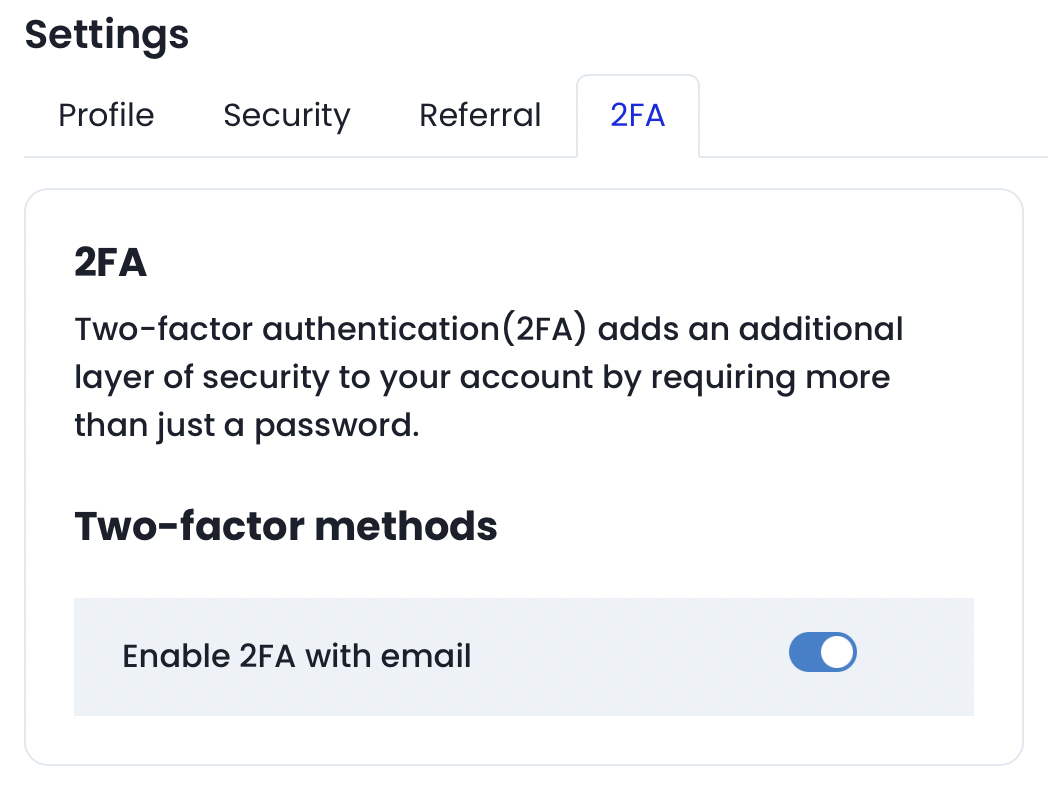 Settings
Profile Security Referral 2FA
2FA
Two-factor authentication(2FA) adds an additional
layer of security to your account by requiring more
than just a password.
Two-factor methods
Enable 2FA with email